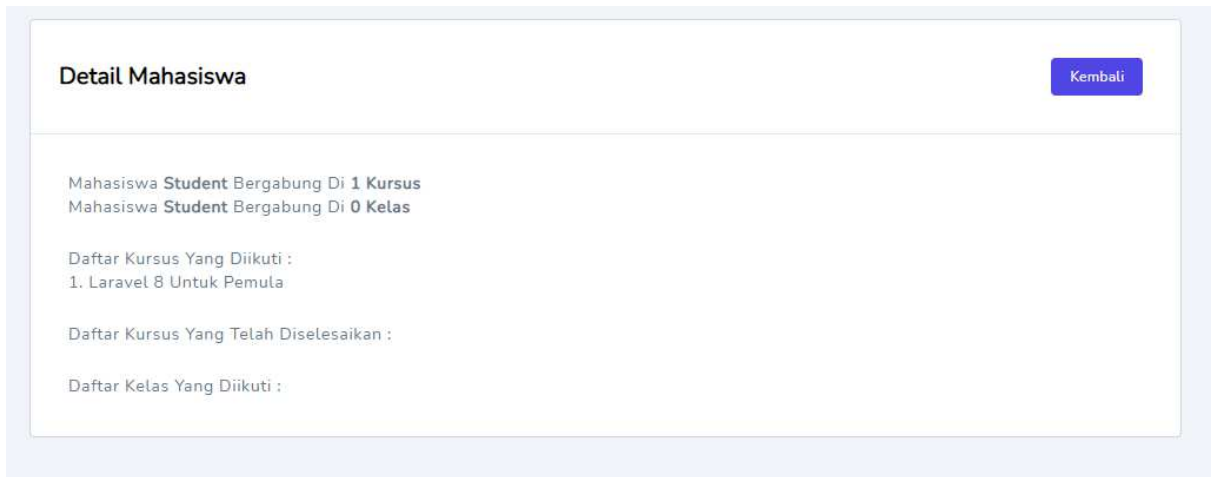 Detail Mahasiswa
Kembali
Mahasiswa Student Bergabung Di 1 Kursus
Mahasiswa Student Bergabung Di 0 Kelas
Daftar Kursus Yang Diikuti :
1. Laravel 8 Untuk Pemula
Daftar Kursus Yang Telah Diselesaikan :
Daftar Kelas Yang Diikuti :